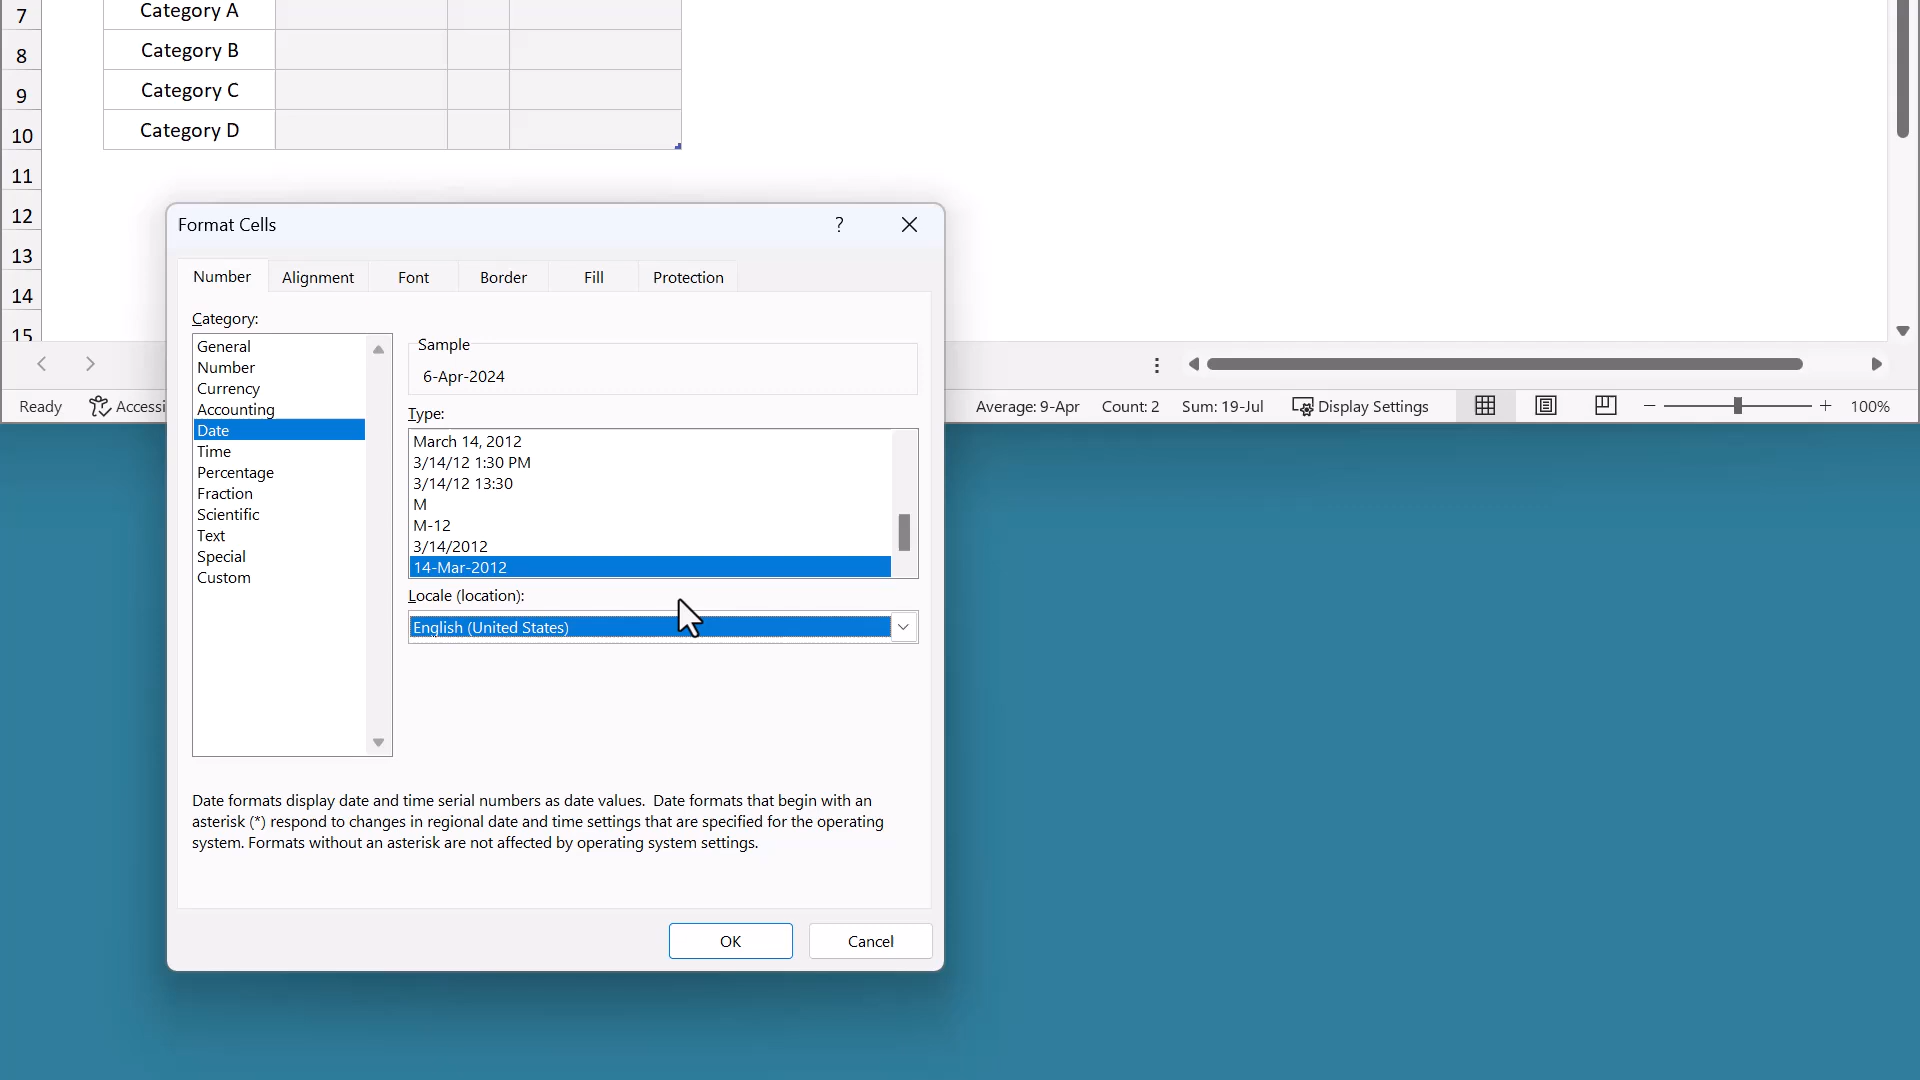 7
Category A
8
Category B
9
Category C
10
Category D
11
12
13
14
15
Format Cells
?
Number
Alignment
Font
Border
Fill
Protection
Category:
General
Number
Currency
Accounting
Date
Time
Percentage
Fraction
Scientific
Text
Special
Custom
Sample
6-Apr-2024
Type:
March 14, 2012
3/14/12 1:30 PM
3/14/12 13:30
M
M-12
3/14/2012
14-Mar-2012
Locale (location):
English (United States)
Date formats display date and time serial numbers as date values.  Date formats that begin with an
asterisk (*) respond to changes in regional date and time settings that are specified for the operating
system. Formats without an asterisk are not affected by operating system settings.
OK
Cancel
Ready
Accessi
Average: 9-Apr
Count: 2
Sum: 19-Jul
Display Settings
100%